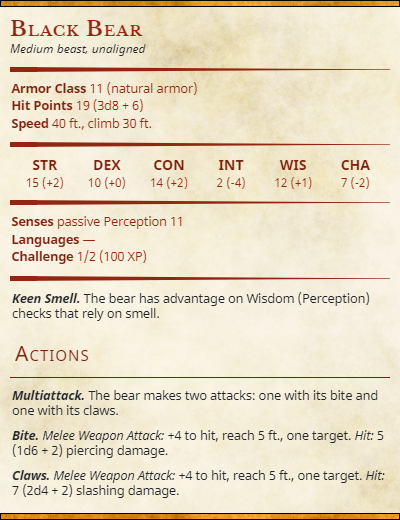 Black Bear
Medium beast, unaligned
Armor Class 11 (natural armor)
Hit Points 19 (3d8 + 6)
Speed 40 ft., climb 30 ft.
STR DEX CON INT WIS CHA
15 (+2) 10 (+0) 14 (+2) 2 (-4) 12 (+1) 7 (-2)
Senses passive Perception 11
Languages —
Challenge 1/2 (100 XP)
Keen Smell. The bear has advantage on Wisdom (Perception)
checks that rely on smell.
Actions
Multiattack. The bear makes two attacks: one with its bite and
one with its claws.
Bite. Melee Weapon Attack: +4 to hit, reach 5 ft., one target. Hit: 5
(1d6 + 2) piercing damage.
Claws. Melee Weapon Attack: +4 to hit, reach 5 ft., one target. Hit:
7 (2d4 + 2) slashing damage.